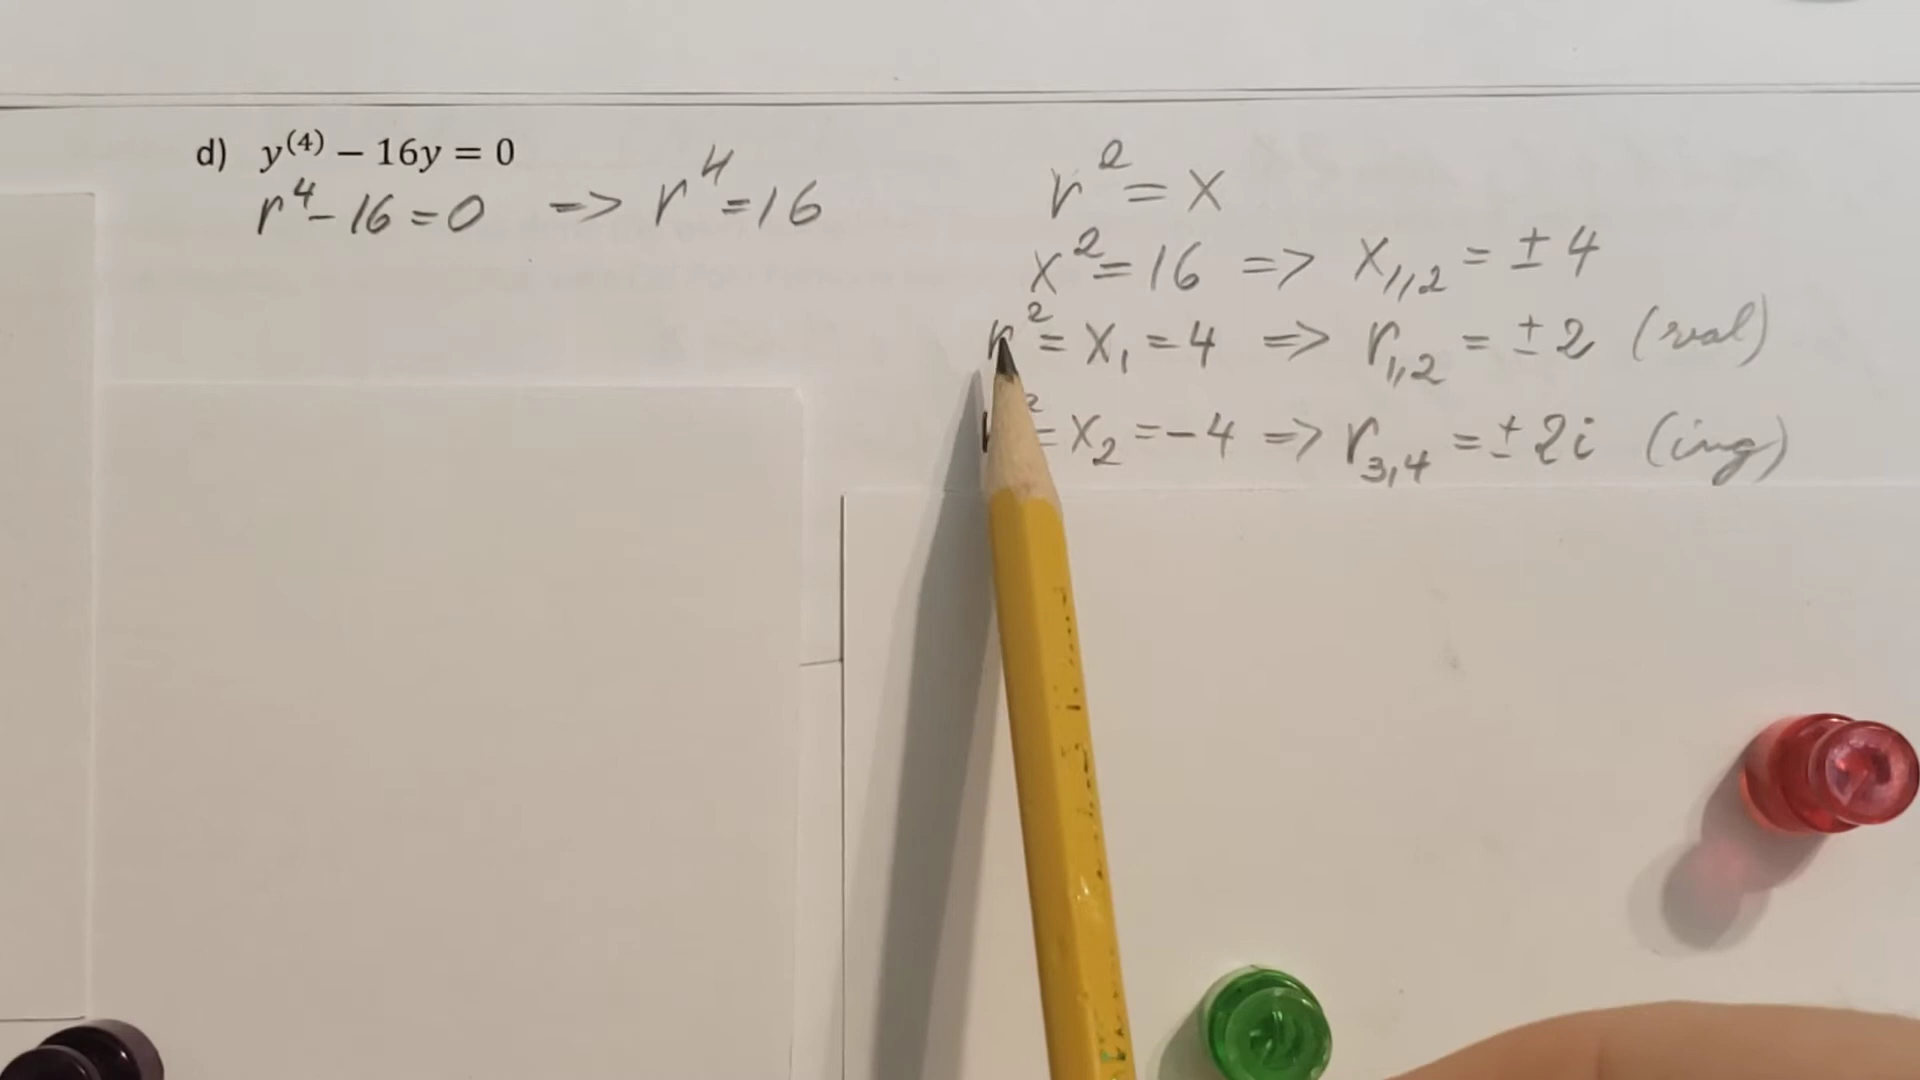 d) y⁽⁴⁾ − 16y = 0
r⁴ − 16 = 0 => r⁴ = 16
r² = x
x² = 16 => x₁,₂ = ± 4
r² = x₁ = 4 => r₁,₂ = ± 2 (real)
r² = x₂ = −4 => r₃,₄ = ± 2i (img)